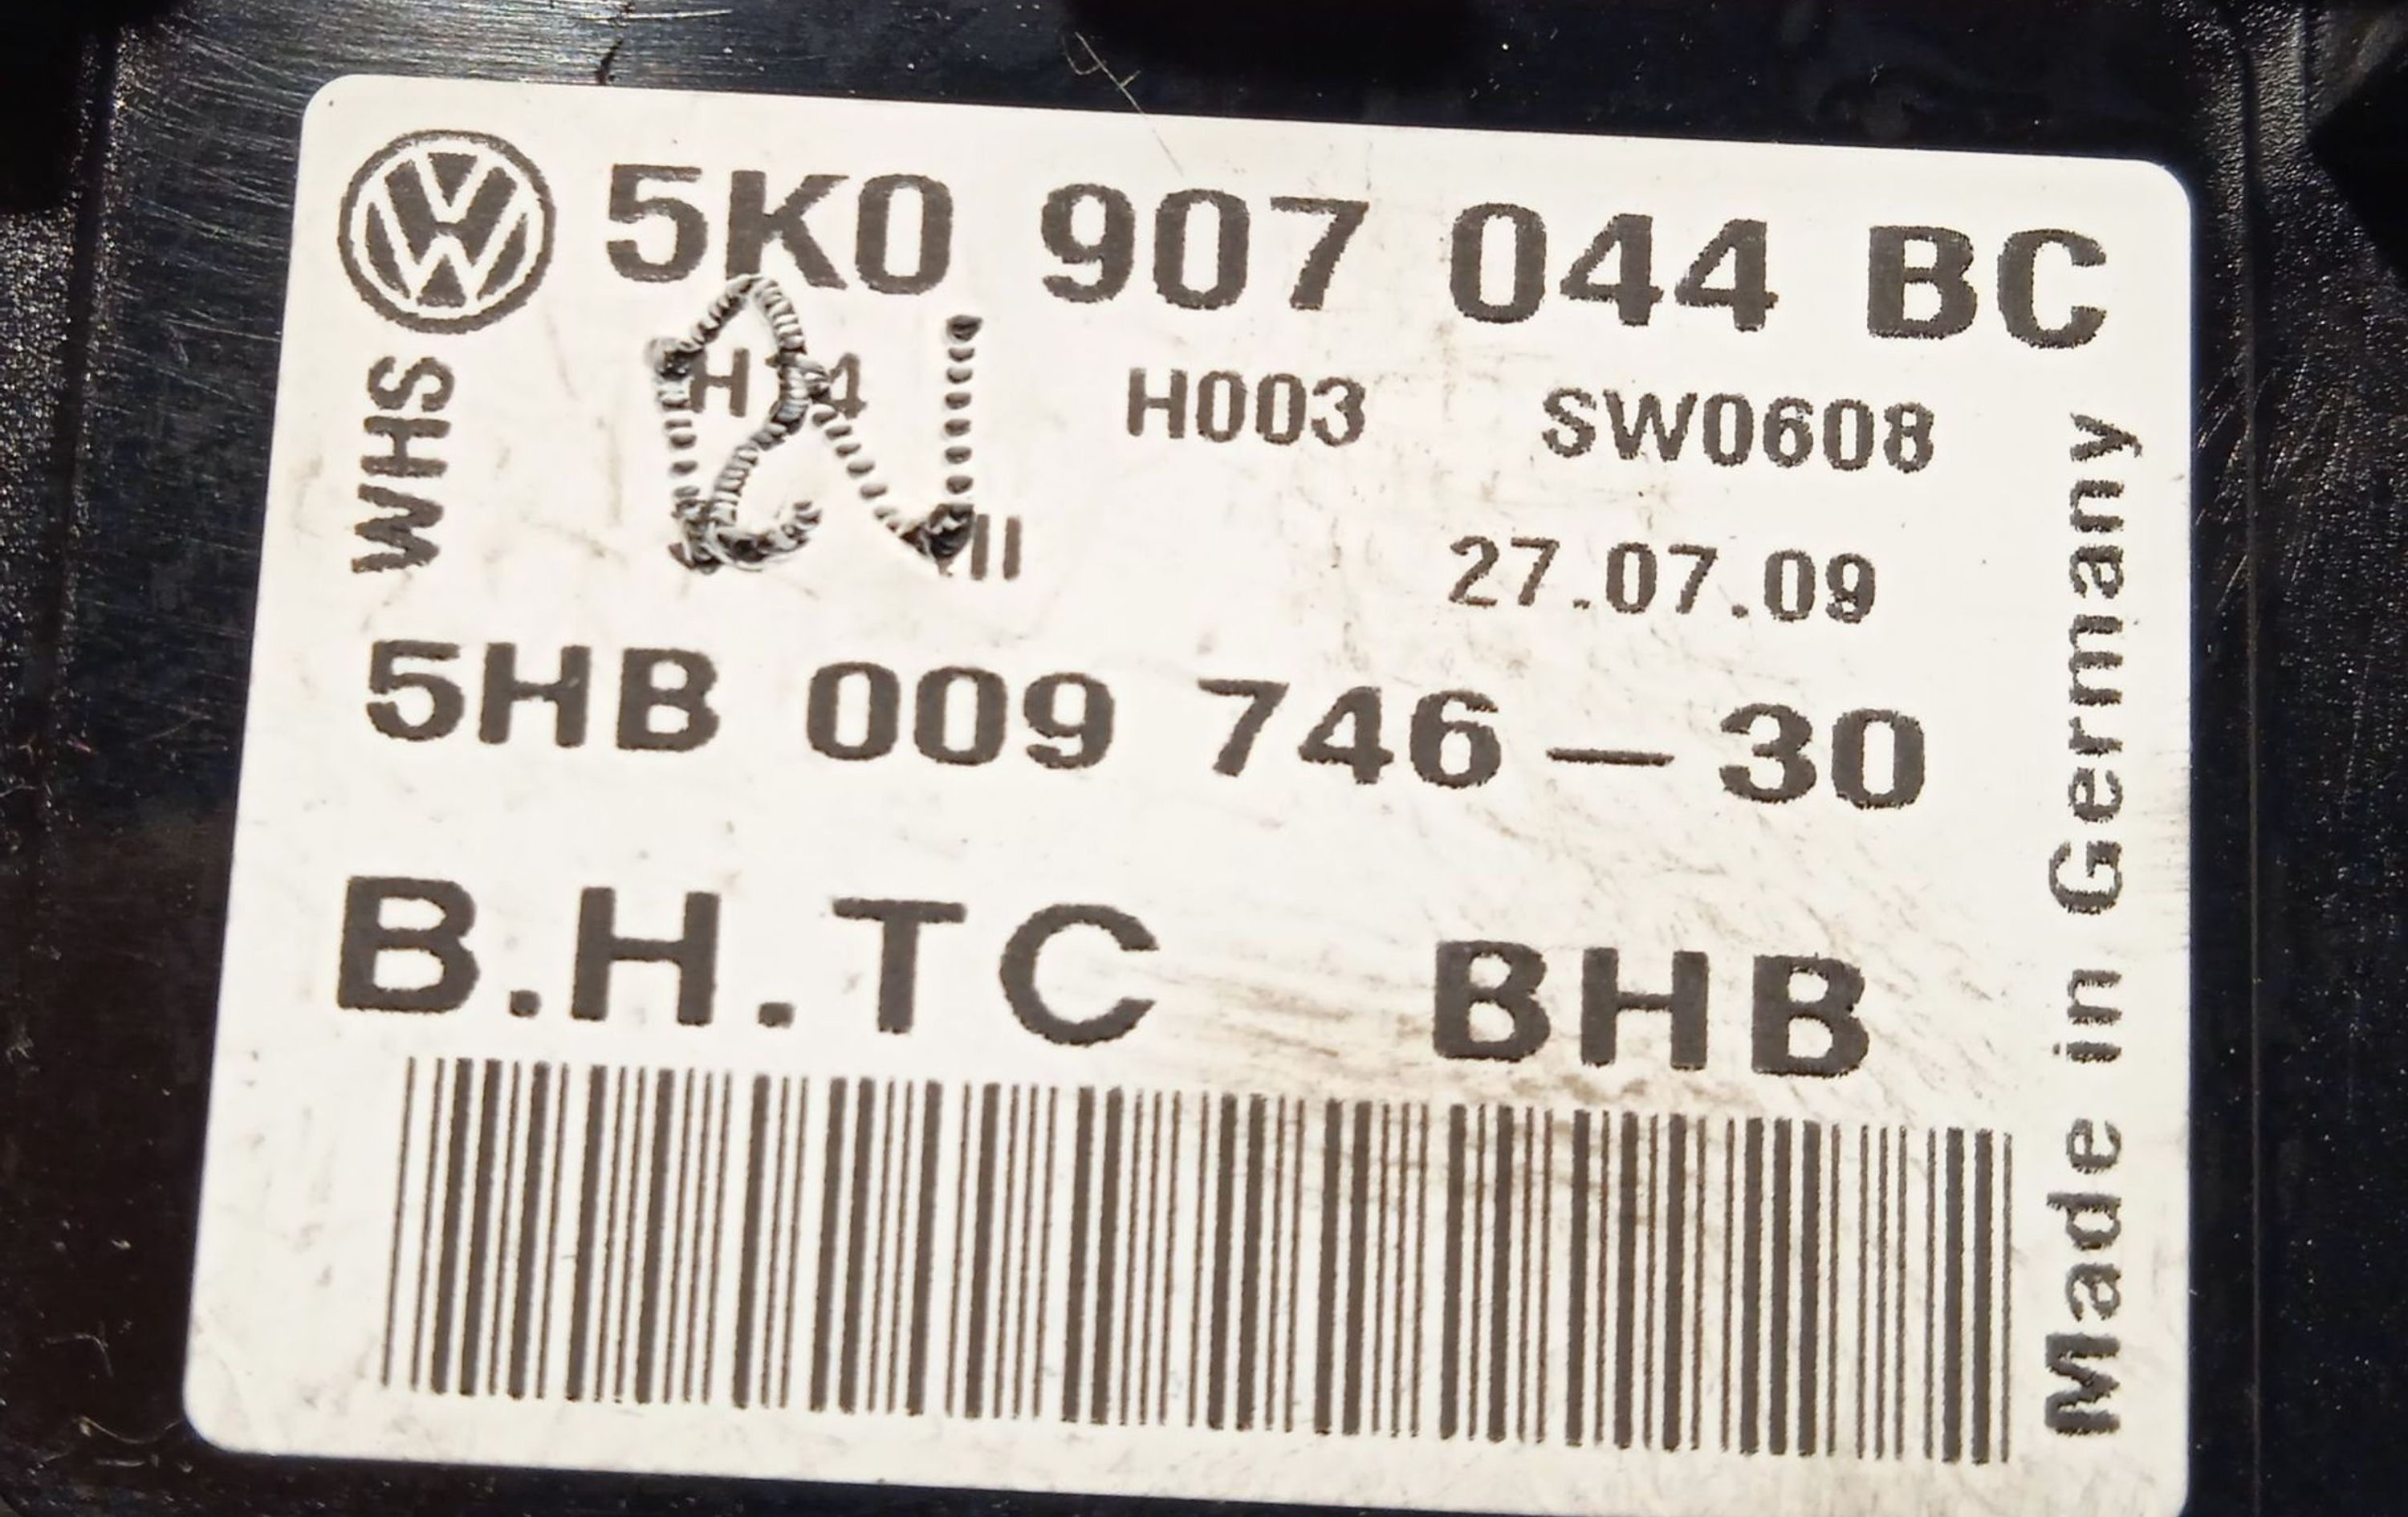 5K0 907 044 BC
WHS
H003 SW0608
27.07.09
5HB 009 746-30
B.H.TC BHB
Made in Germany